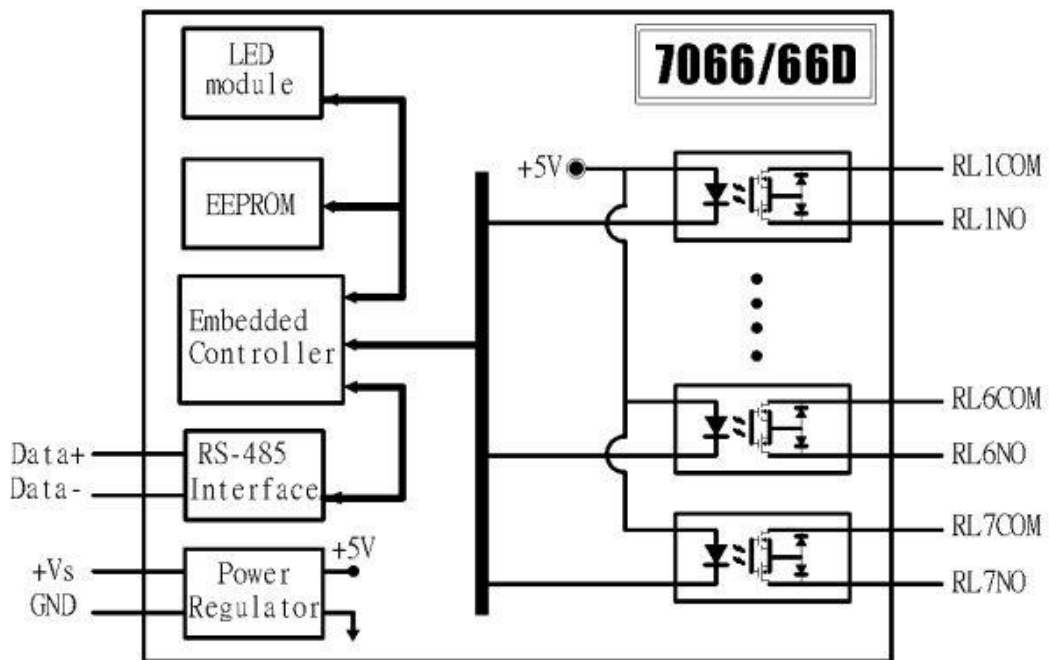 7066/66D
LED
module
EEPROM
Embedded
Controller
RS-485
Interface
Data+
Data-
+Vs
GND
Power
Regulator
+5V
+5V
RL1COM
RL1NO
RL6COM
RL6NO
RL7COM
RL7NO